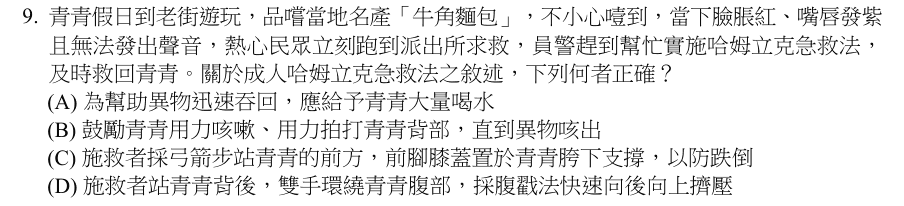 9. 青青假日到老街遊玩，品嚐當地名產「牛角麵包」，不小心噎到，當下臉脹紅、嘴唇發紫
且無法發出聲音，熱心民眾立刻跑到派出所求救，員警趕到幫忙實施哈姆立克急救法，
及時救回青青。關於成人哈姆立克急救法之敘述，下列何者正確？
(A) 為幫助異物迅速吞回，應給予青青大量喝水
(B) 鼓勵青青用力咳嗽、用力拍打青青背部，直到異物咳出
(C) 施救者採弓箭步站青青的前方，前腳膝蓋置於青青胯下支撐，以防跌倒
(D) 施救者站青青背後，雙手環繞青青腹部，採腹戳法快速向後向上擠壓